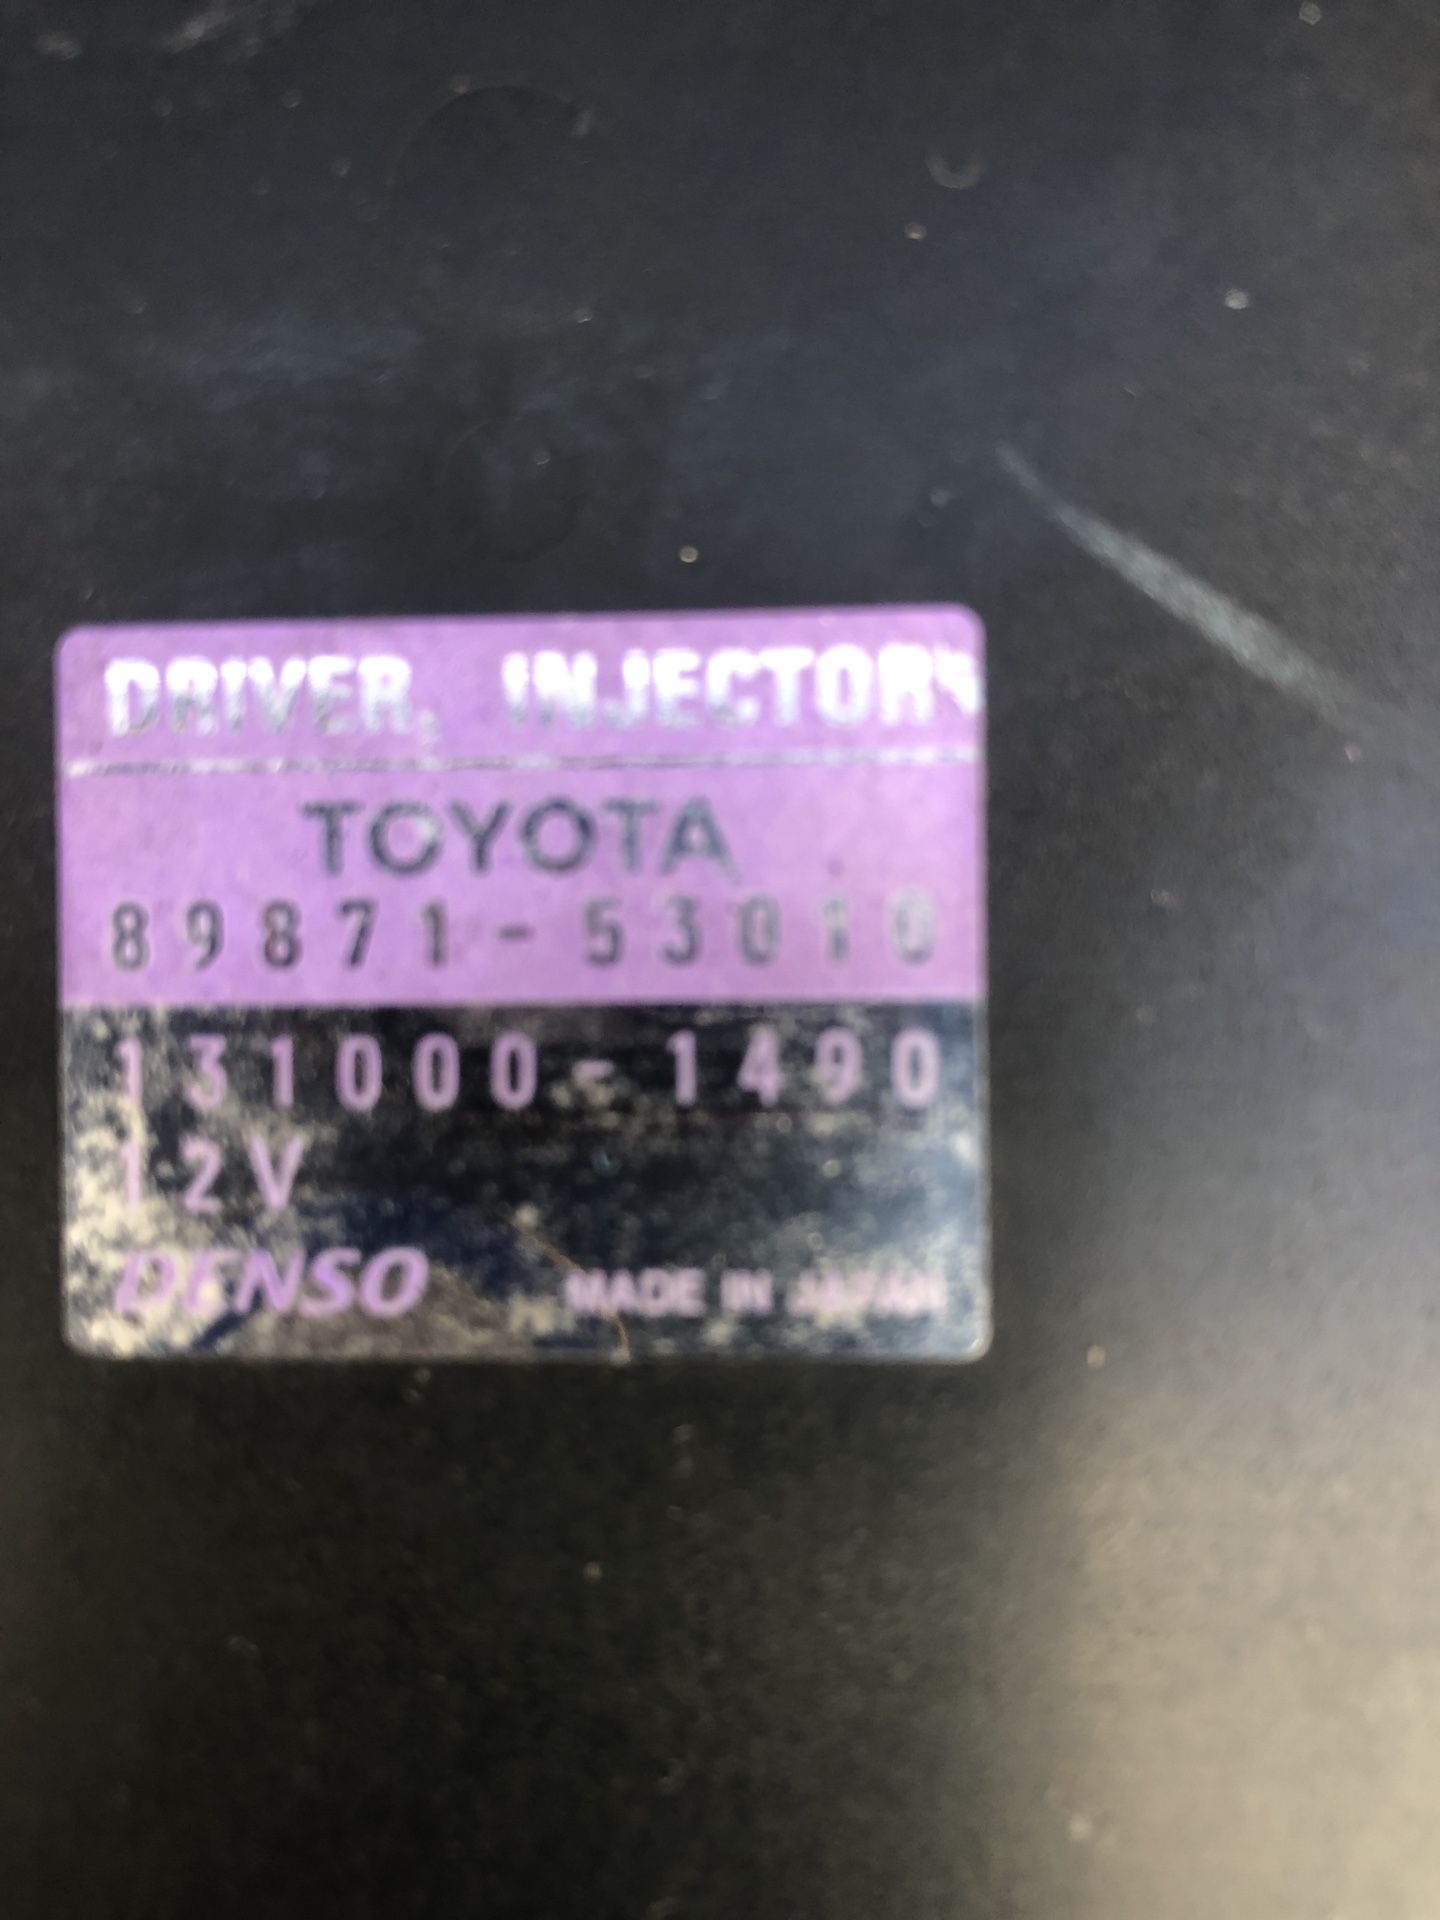 DRIVER, INJECTOR
TOYOTA
89871-53010
131000-1490
12V
DENSO MADE IN JAPAN